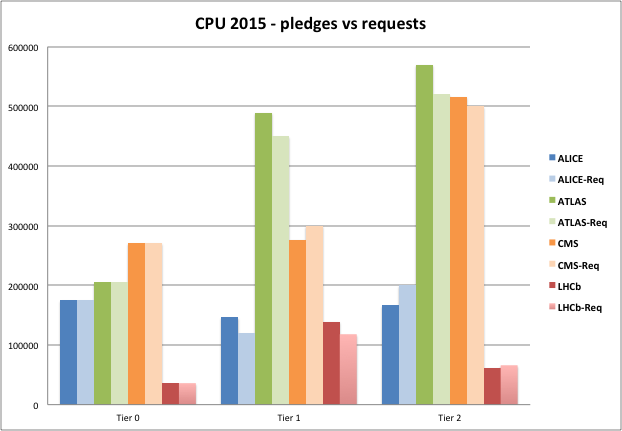 CPU 2015 - pledges vs requests
600000
500000
400000
300000
200000
100000
0
Tier 0
Tier 1
Tier 2
ALICE
ALICE-Req
ATLAS
ATLAS-Req
CMS
CMS-Req
LHCb
LHCb-Req